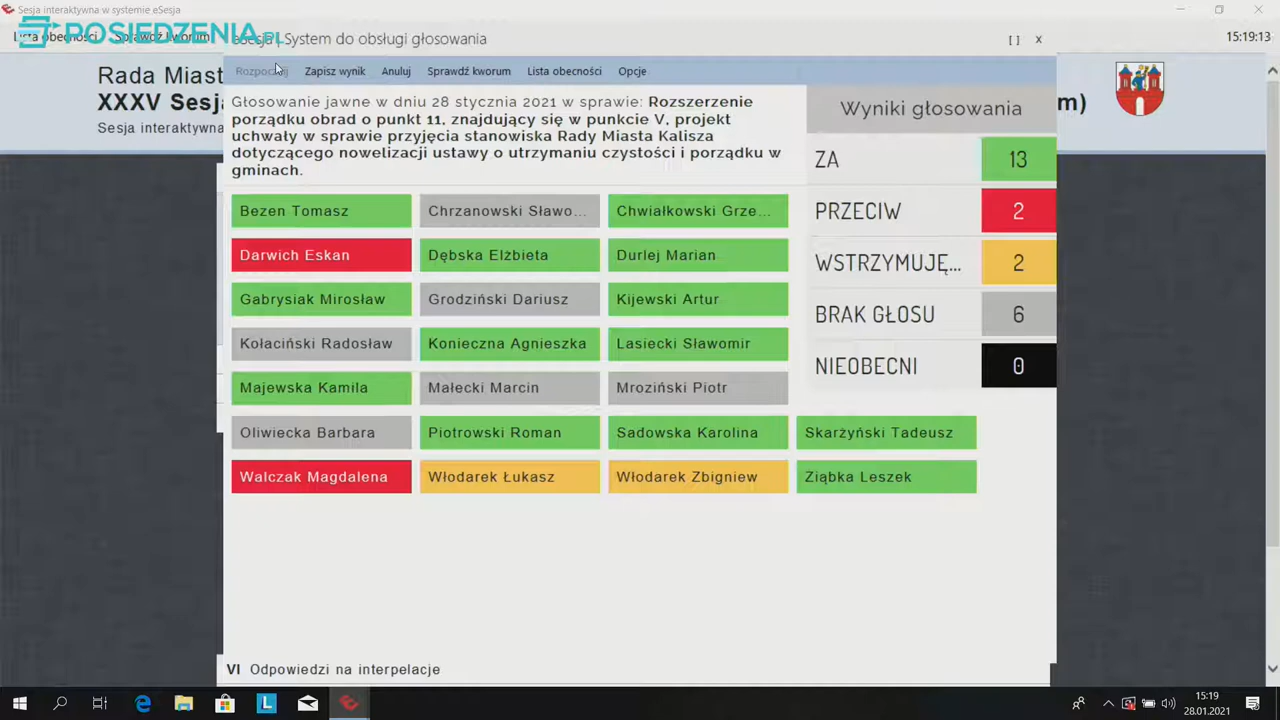 Sesja interaktywna w systemie eSesja
Lista obecności Sprawdź kworum
POSIEDZENIA.PL
eSesja | System do obsługi głosowania
[ ] x
15:19:13
Rada Miast
XXXV Sesj
m)
Sesja interaktywna
Rozpocznij Zapisz wynik Anuluj Sprawdź kworum Lista obecności Opcje
Głosowanie jawne w dniu 28 stycznia 2021 w sprawie: Rozszerzenie
porządku obrad o punkt 11, znajdujący się w punkcie V, projekt
uchwały w sprawie przyjęcia stanowiska Rady Miasta Kalisza
dotyczącego nowelizacji ustawy o utrzymaniu czystości i porządku w
gminach.
Wyniki głosowania
ZA 13
PRZECIW 2
WSTRZYMUJĘ... 2
BRAK GŁOSU 6
NIEOBECNI 0
Bezen Tomasz Chrzanowski Sławo... Chwiałkowski Grze...
Darwich Eskan Dębska Elżbieta Durlej Marian
Gabrysiak Mirosław Grodziński Dariusz Kijewski Artur
Kołaciński Radosław Konieczna Agnieszka Lasiecki Sławomir
Majewska Kamila Małecki Marcin Mroziński Piotr
Oliwiecka Barbara Piotrowski Roman Sadowska Karolina Skarżyński Tadeusz
Walczak Magdalena Włodarek Łukasz Włodarek Zbigniew Ziąbka Leszek
VI Odpowiedzi na interpelacje
15:19
28.01.2021